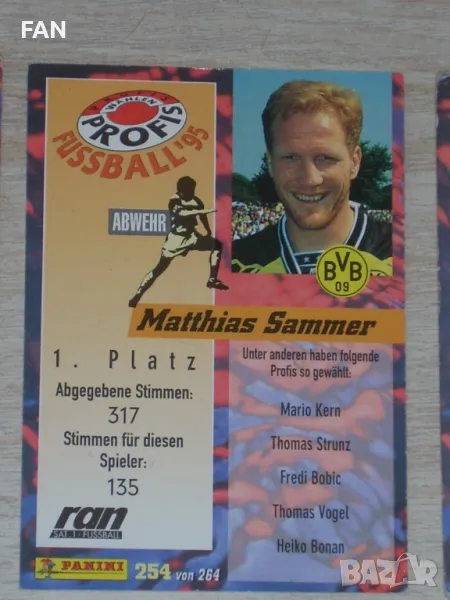 FAN
PROFIS
WÄHLEN
PROFIS
FUSSBALL '95
ABWEHR
BVB
09
Matthias Sammer
1. Platz
Abgegebene Stimmen:
317
Stimmen für diesen
Spieler:
135
ran
SAT.1·FUSSBALL
PANINI
254 von 264
Unter anderen haben folgende
Profis so gewählt:
Mario Kern
Thomas Strunz
Fredi Bobic
Thomas Vogel
Heiko Bonan
BAZAR